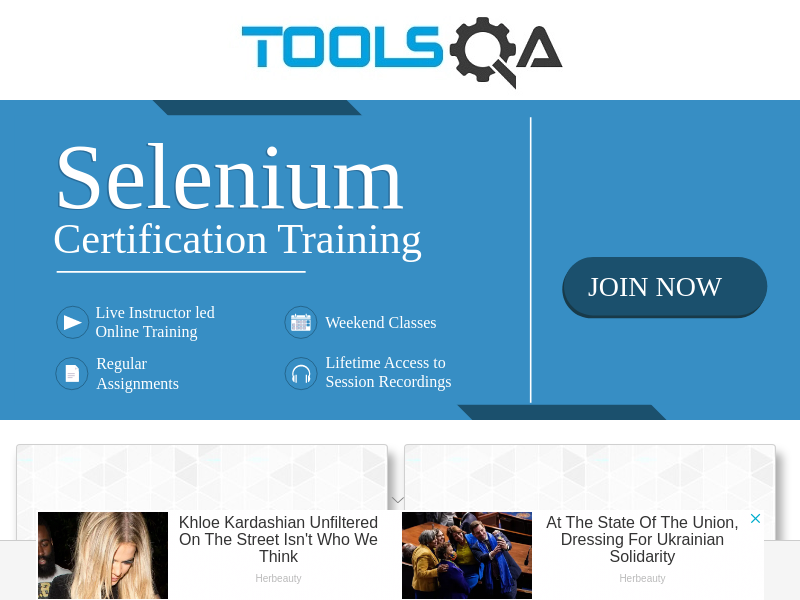 TOOLSQA
Selenium
Certification Training
JOIN NOW
Live Instructor led
Online Training
Weekend Classes
Regular
Assignments
Lifetime Access to
Session Recordings
Khloe Kardashian Unfiltered
On The Street Isn't Who We
Think
Herbeauty
At The State Of The Union,
Dressing For Ukrainian
Solidarity
Herbeauty